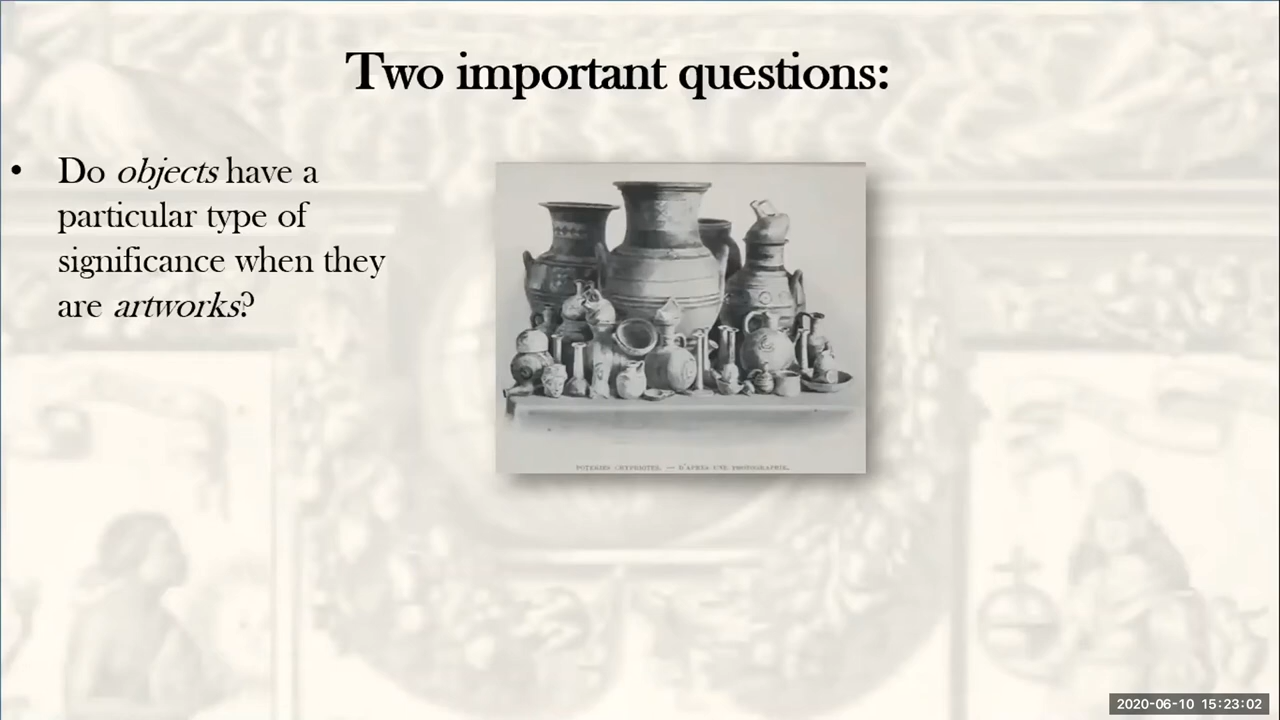 Two important questions:
• Do objects have a
particular type of
significance when they
are artworks?
POTERIES CYPRIOTES. — D'APRÈS UNE PHOTOGRAPHIE.
2020-06-10 15:23:02